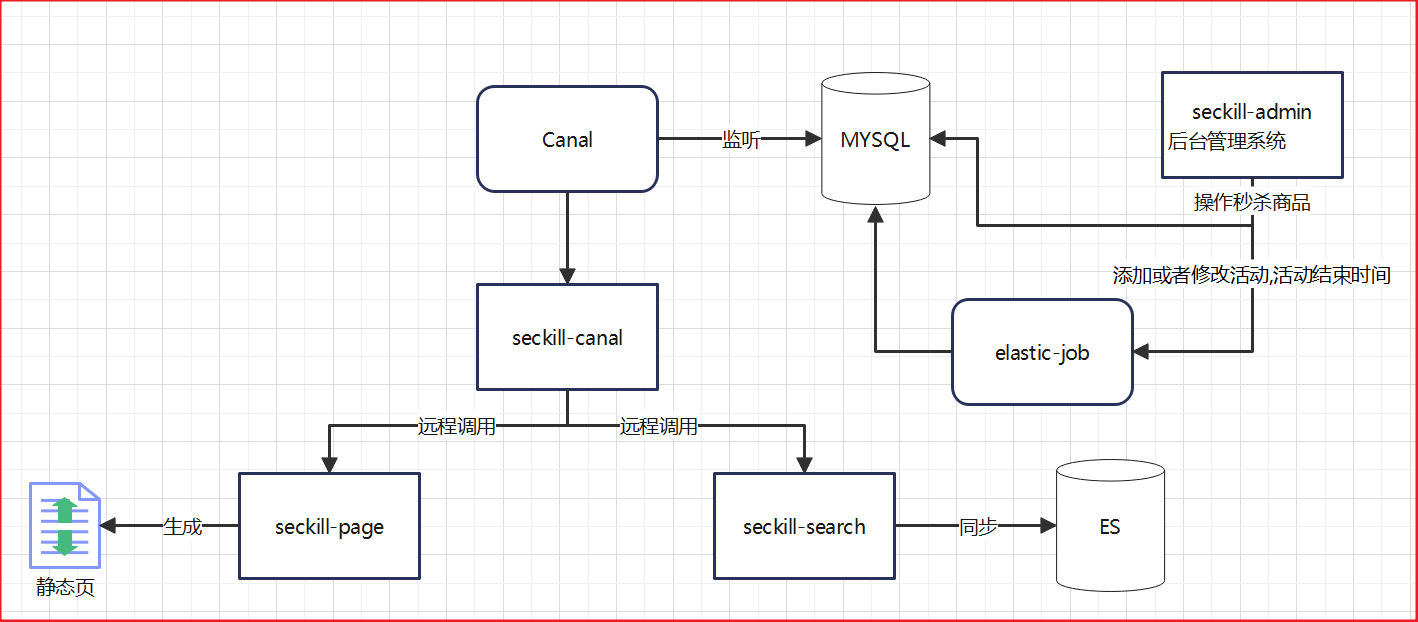 Canal
监听
MYSQL
seckill-admin
后台管理系统
操作秒杀商品
添加或者修改活动,活动结束时间
seckill-canal
elastic-job
远程调用
远程调用
seckill-page
seckill-search
生成
同步
ES
静态页